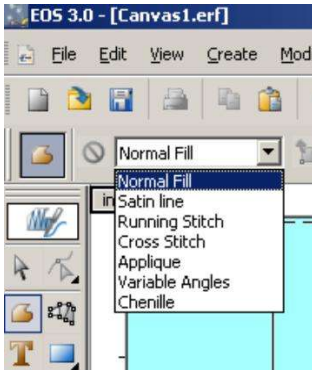 EOS 3.0 - [Canvas1.erf]
File Edit View Create Mod
Normal Fill
Normal Fill
in
Satin line
Running Stitch
Cross Stitch
Applique
Variable Angles
Chenille
T